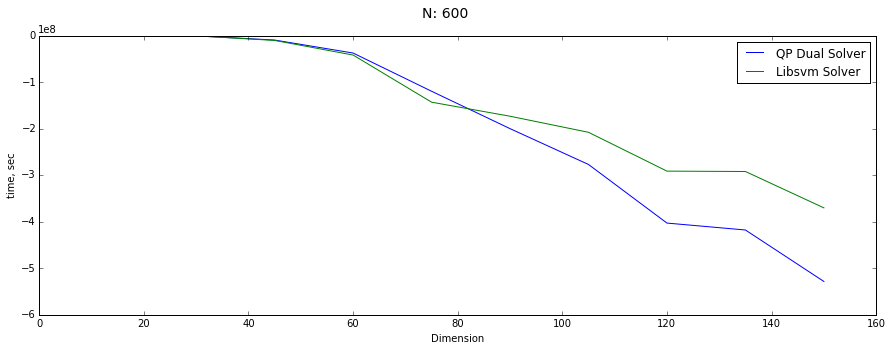 N: 600
1e8
0
−1
−2
−3
−4
−5
−6
time, sec
QP Dual Solver
Libsvm Solver
0 20 40 60 80 100 120 140 160
Dimension